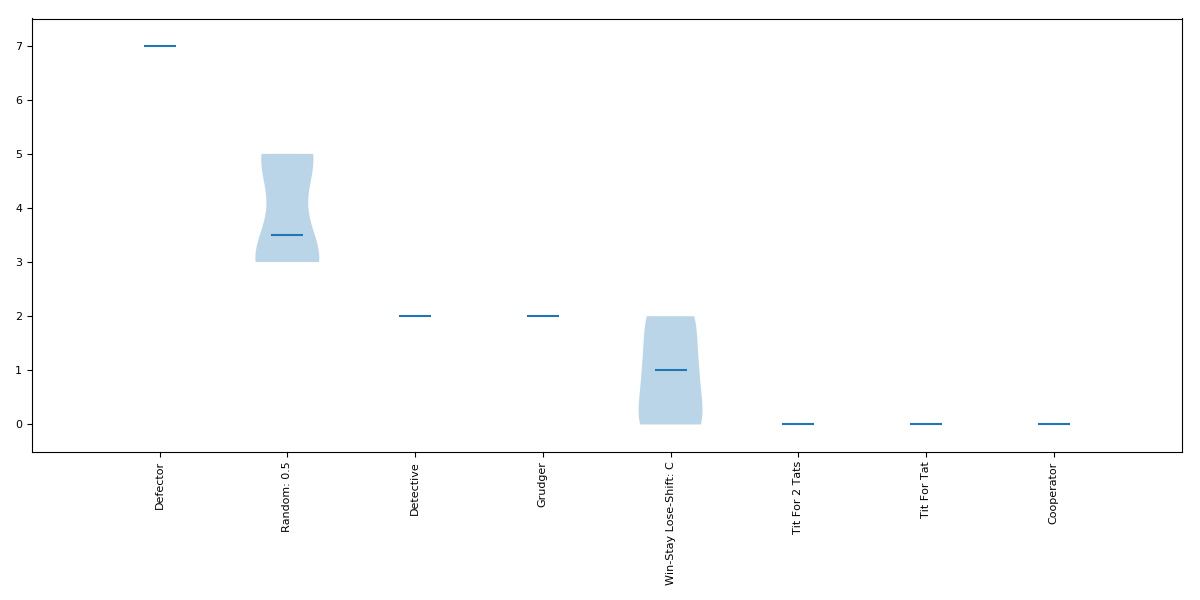 7
6
5
4
3
2
1
0
Defector
Random: 0.5
Detective
Grudger
Win-Stay Lose-Shift: C
Tit For 2 Tats
Tit For Tat
Cooperator